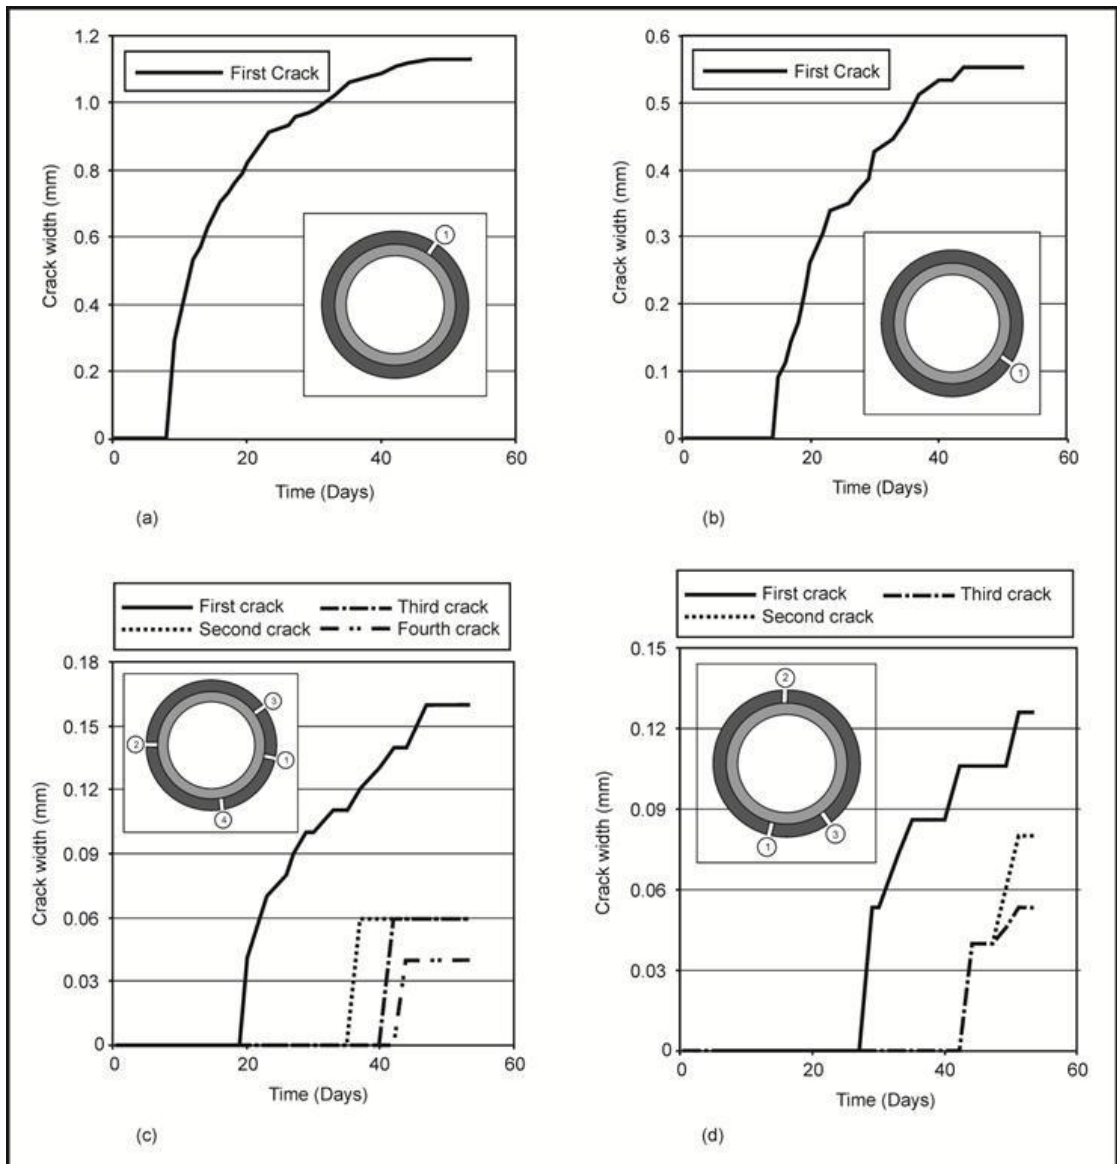 1.2
First Crack
1.0
0.8
Crack width (mm)
0.6
1
0.4
0.2
0
0 20 40 60
Time (Days)
(a)
0.6
First Crack
0.5
0.4
Crack width (mm)
0.3
0.2
1
0.1
0
0 20 40 60
Time (Days)
(b)
First crack Third crack
Second crack Fourth crack
0.18
3
0.15
2
1
0.12
4
Crack width (mm)
0.09
0.06
0.03
0
0 20 40 60
Time (Days)
(c)
First crack Third crack
Second crack
0.15
2
0.12
1
3
Crack width (mm)
0.09
0.06
0.03
0
0 20 40 60
Time (Days)
(d)